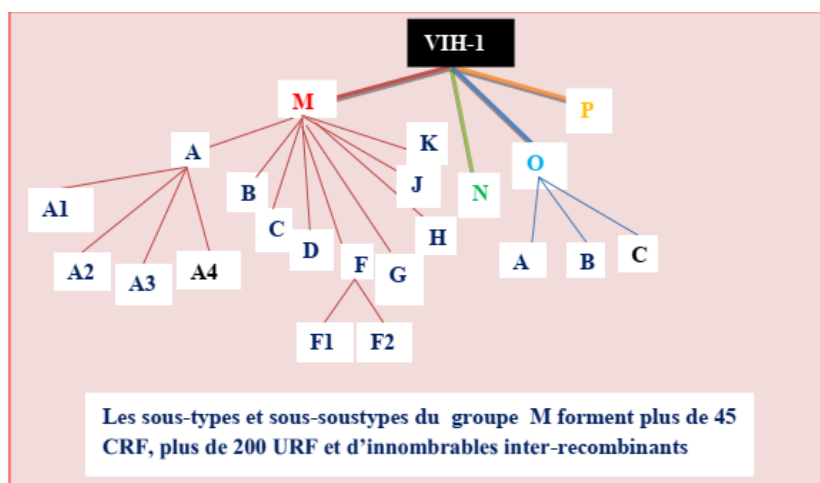 VIH-1
M
P
A
K
O
B
J
N
A1
C
H
D
A2
A3
A4
F
G
A
B
C
F1
F2
Les sous-types et sous-soustypes du groupe M forment plus de 45
CRF, plus de 200 URF et d'innombrables inter-recombinants